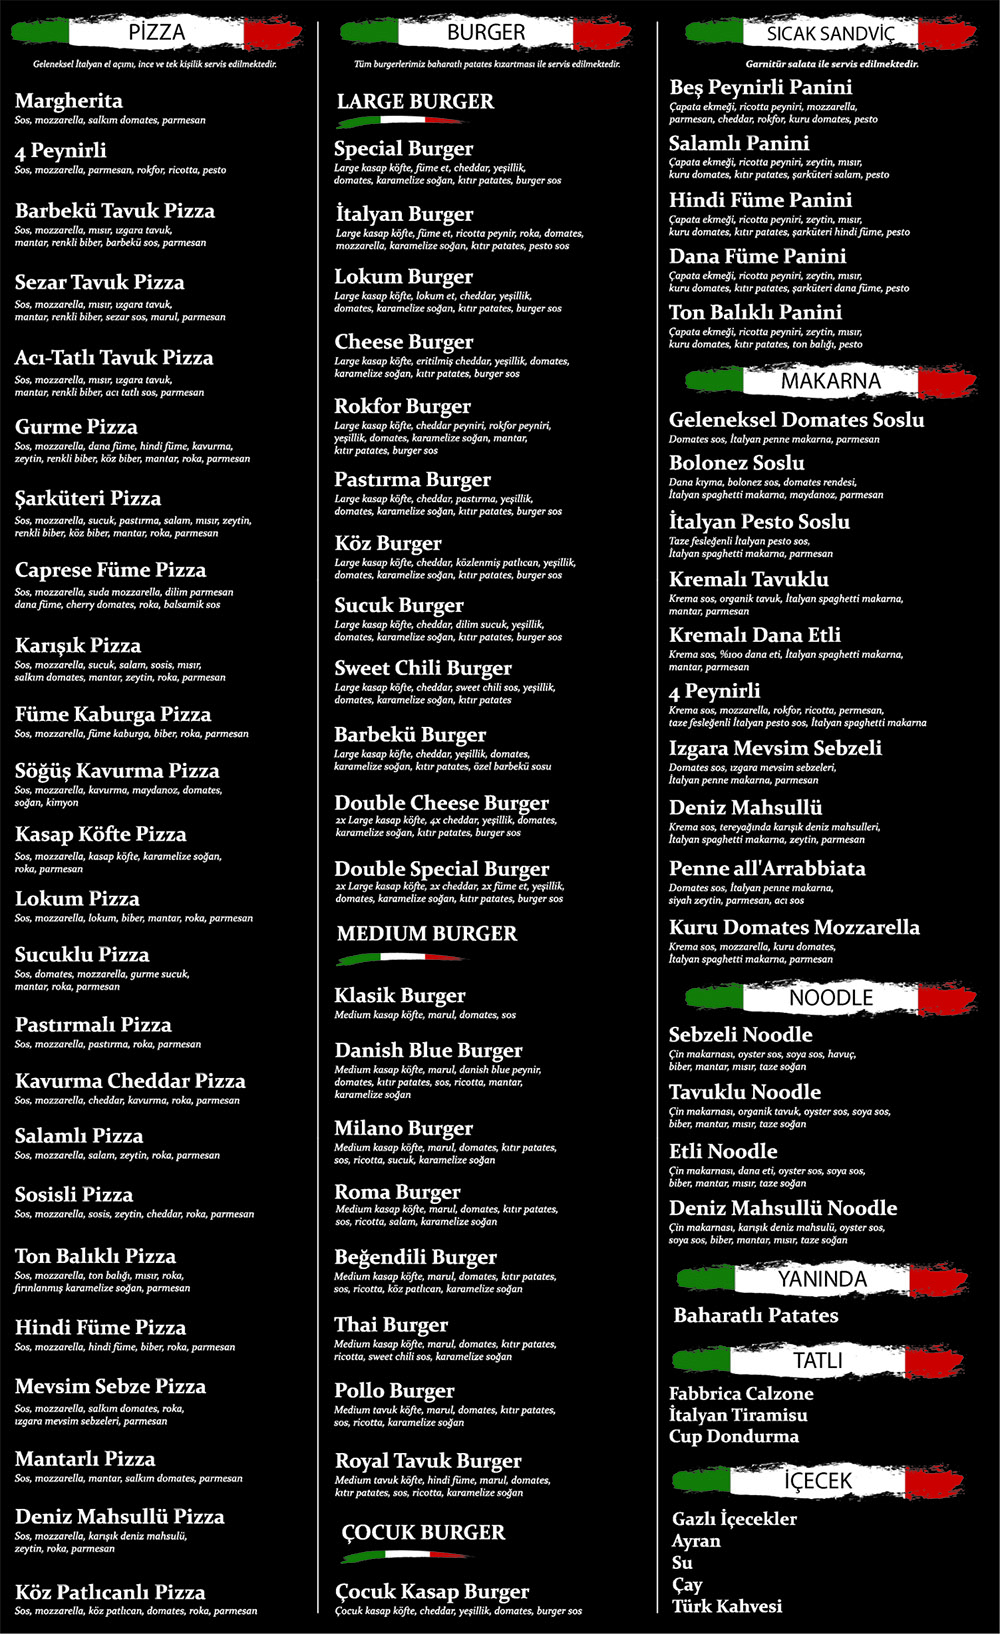 PİZZA
Geleneksel İtalyan el açımı, ince ve tek kişilik servis edilmektedir.
Margherita
Sos, mozzarella, salkım domates, parmesan
4 Peynirli
Sos, mozzarella, parmesan, rokfor, ricotta, pesto
Barbekü Tavuk Pizza
Sos, mozzarella, mısır, ızgara tavuk,
mantar, renkli biber, barbekü sos, parmesan
Sezar Tavuk Pizza
Sos, mozzarella, mısır, ızgara tavuk,
mantar, renkli biber, sezar sos, marul, parmesan
Acı-Tatlı Tavuk Pizza
Sos, mozzarella, mısır, ızgara tavuk,
mantar, renkli biber, acı tatlı sos, parmesan
Gurme Pizza
Sos, mozzarella, dana füme, hindi füme, kavurma,
zeytin, renkli biber, köz biber, mantar, roka, parmesan
Şarküteri Pizza
Sos, mozzarella, sucuk, pastırma, salam, mısır, zeytin,
renkli biber, köz biber, mantar, roka, parmesan
Caprese Füme Pizza
Sos, mozzarella, suda mozzarella, dilim parmesan
dana füme, cherry domates, roka, balsamik sos
Karışık Pizza
Sos, mozzarella, sucuk, salam, sosis, mısır,
salkım domates, mantar, zeytin, roka, parmesan
Füme Kaburga Pizza
Sos, mozzarella, füme kaburga, biber, roka, parmesan
Söğüş Kavurma Pizza
Sos, mozzarella, kavurma, maydanoz, domates,
soğan, kimyon
Kasap Köfte Pizza
Sos, mozzarella, kasap köfte, karamelize soğan,
roka, parmesan
Lokum Pizza
Sos, mozzarella, lokum, biber, mantar, roka, parmesan
Sucuklu Pizza
Sos, domates, mozzarella, gurme sucuk,
mantar, roka, parmesan
Pastırmalı Pizza
Sos, mozzarella, pastırma, roka, parmesan
Kavurma Cheddar Pizza
Sos, mozzarella, cheddar, kavurma, roka, parmesan
Salamlı Pizza
Sos, mozzarella, salam, zeytin, roka, parmesan
Sosisli Pizza
Sos, mozzarella, sosis, zeytin, cheddar, roka, parmesan
Ton Balıklı Pizza
Sos, mozzarella, ton balığı, mısır, roka,
fırınlanmış karamelize soğan, parmesan
Hindi Füme Pizza
Sos, mozzarella, hindi füme, biber, roka, parmesan
Mevsim Sebze Pizza
Sos, mozzarella, salkım domates, roka,
ızgara mevsim sebzeleri, parmesan
Mantarlı Pizza
Sos, mozzarella, mantar, salkım domates, parmesan
Deniz Mahsullü Pizza
Sos, mozzarella, karışık deniz mahsulü,
zeytin, roka, parmesan
Köz Patlıcanlı Pizza
Sos, mozzarella, köz patlıcan, domates, roka, parmesan
BURGER
Tüm burgerlerimiz baharatlı patates kızartması ile servis edilmektedir.
LARGE BURGER
Special Burger
Large kasap köfte, füme et, cheddar, yeşillik,
domates, karamelize soğan, kıtır patates, burger sos
İtalyan Burger
Large kasap köfte, füme et, ricotta peynir, roka, domates,
mozzarella, karamelize soğan, kıtır patates, pesto sos
Lokum Burger
Large kasap köfte, lokum et, cheddar, yeşillik,
domates, karamelize soğan, kıtır patates, burger sos
Cheese Burger
Large kasap köfte, eritilmiş cheddar, yeşillik, domates,
karamelize soğan, kıtır patates, burger sos
Rokfor Burger
Large kasap köfte, cheddar peyniri, rokfor peyniri,
yeşillik, domates, karamelize soğan, mantar,
kıtır patates, burger sos
Pastırma Burger
Large kasap köfte, cheddar, pastırma, yeşillik,
domates, karamelize soğan, kıtır patates, burger sos
Köz Burger
Large kasap köfte, cheddar, közlenmiş patlıcan, yeşillik,
domates, karamelize soğan, kıtır patates, burger sos
Sucuk Burger
Large kasap köfte, cheddar, dilim sucuk, yeşillik,
domates, karamelize soğan, kıtır patates, burger sos
Sweet Chili Burger
Large kasap köfte, cheddar, sweet chili sos, yeşillik,
domates, karamelize soğan, kıtır patates
Barbekü Burger
Large kasap köfte, cheddar, yeşillik, domates,
karamelize soğan, kıtır patates, özel barbekü sosu
Double Cheese Burger
2x Large kasap köfte, 4x cheddar, yeşillik, domates,
karamelize soğan, kıtır patates, burger sos
Double Special Burger
2x Large kasap köfte, 2x cheddar, 2x füme et, yeşillik,
domates, karamelize soğan, kıtır patates, burger sos
MEDIUM BURGER
Klasik Burger
Medium kasap köfte, marul, domates, sos
Danish Blue Burger
Medium kasap köfte, marul, danish blue peynir,
domates, kıtır patates, sos, ricotta, mantar,
karamelize soğan
Milano Burger
Medium kasap köfte, marul, domates, kıtır patates,
sos, ricotta, sucuk, karamelize soğan
Roma Burger
Medium kasap köfte, marul, domates, kıtır patates,
sos, ricotta, salam, karamelize soğan
Beğendili Burger
Medium kasap köfte, marul, domates, kıtır patates,
sos, ricotta, köz patlıcan, karamelize soğan
Thai Burger
Medium kasap köfte, marul, domates, kıtır patates,
ricotta, sweet chili sos, karamelize soğan
Pollo Burger
Medium tavuk köfte, marul, domates, kıtır patates,
sos, ricotta, karamelize soğan
Royal Tavuk Burger
Medium tavuk köfte, hindi füme, marul, domates,
kıtır patates, sos, ricotta, karamelize soğan
ÇOCUK BURGER
Çocuk Kasap Burger
Çocuk kasap köfte, cheddar, yeşillik, domates, burger sos
SICAK SANDVİÇ
Garnitür salata ile servis edilmektedir.
Beş Peynirli Panini
Çapata ekmeği, ricotta peyniri, mozzarella,
parmesan, cheddar, rokfor, kuru domates, pesto
Salamlı Panini
Çapata ekmeği, ricotta peyniri, zeytin, mısır,
kuru domates, kıtır patates, şarküteri salam, pesto
Hindi Füme Panini
Çapata ekmeği, ricotta peyniri, zeytin, mısır,
kuru domates, kıtır patates, şarküteri hindi füme, pesto
Dana Füme Panini
Çapata ekmeği, ricotta peyniri, zeytin, mısır,
kuru domates, kıtır patates, şarküteri dana füme, pesto
Ton Balıklı Panini
Çapata ekmeği, ricotta peyniri, zeytin, mısır,
kuru domates, kıtır patates, ton balığı, pesto
MAKARNA
Geleneksel Domates Soslu
Domates sos, İtalyan penne makarna, parmesan
Bolonez Soslu
Dana kıyma, bolonez sos, domates rendesi,
İtalyan spaghetti makarna, maydanoz, parmesan
İtalyan Pesto Soslu
Taze fesleğenli İtalyan pesto sos,
İtalyan spaghetti makarna, parmesan
Kremalı Tavuklu
Krema sos, organik tavuk, İtalyan spaghetti makarna,
mantar, parmesan
Kremalı Dana Etli
Krema sos, %100 dana eti, İtalyan spaghetti makarna,
mantar, parmesan
4 Peynirli
Krema sos, mozzarella, rokfor, ricotta, permesan,
taze fesleğenli İtalyan pesto sos, İtalyan spaghetti makarna
Izgara Mevsim Sebzeli
Domates sos, ızgara mevsim sebzeleri,
İtalyan penne makarna, parmesan
Deniz Mahsullü
Krema sos, tereyağında karışık deniz mahsulleri,
İtalyan spaghetti makarna, zeytin, parmesan
Penne all'Arrabbiata
Domates sos, İtalyan penne makarna,
siyah zeytin, parmesan, acı sos
Kuru Domates Mozzarella
Krema sos, mozzarella, kuru domates,
İtalyan spaghetti makarna, parmesan
NOODLE
Sebzeli Noodle
Çin makarnası, oyster sos, soya sos, havuç,
biber, mantar, mısır, taze soğan
Tavuklu Noodle
Çin makarnası, organik tavuk, oyster sos, soya sos,
biber, mantar, mısır, taze soğan
Etli Noodle
Çin makarnası, dana eti, oyster sos, soya sos,
biber, mantar, mısır, taze soğan
Deniz Mahsullü Noodle
Çin makarnası, karışık deniz mahsulü, oyster sos,
soya sos, biber, mantar, mısır, taze soğan
YANINDA
Baharatlı Patates
TATLI
Fabbrica Calzone
İtalyan Tiramisu
Cup Dondurma
İÇECEK
Gazlı İçecekler
Ayran
Su
Çay
Türk Kahvesi